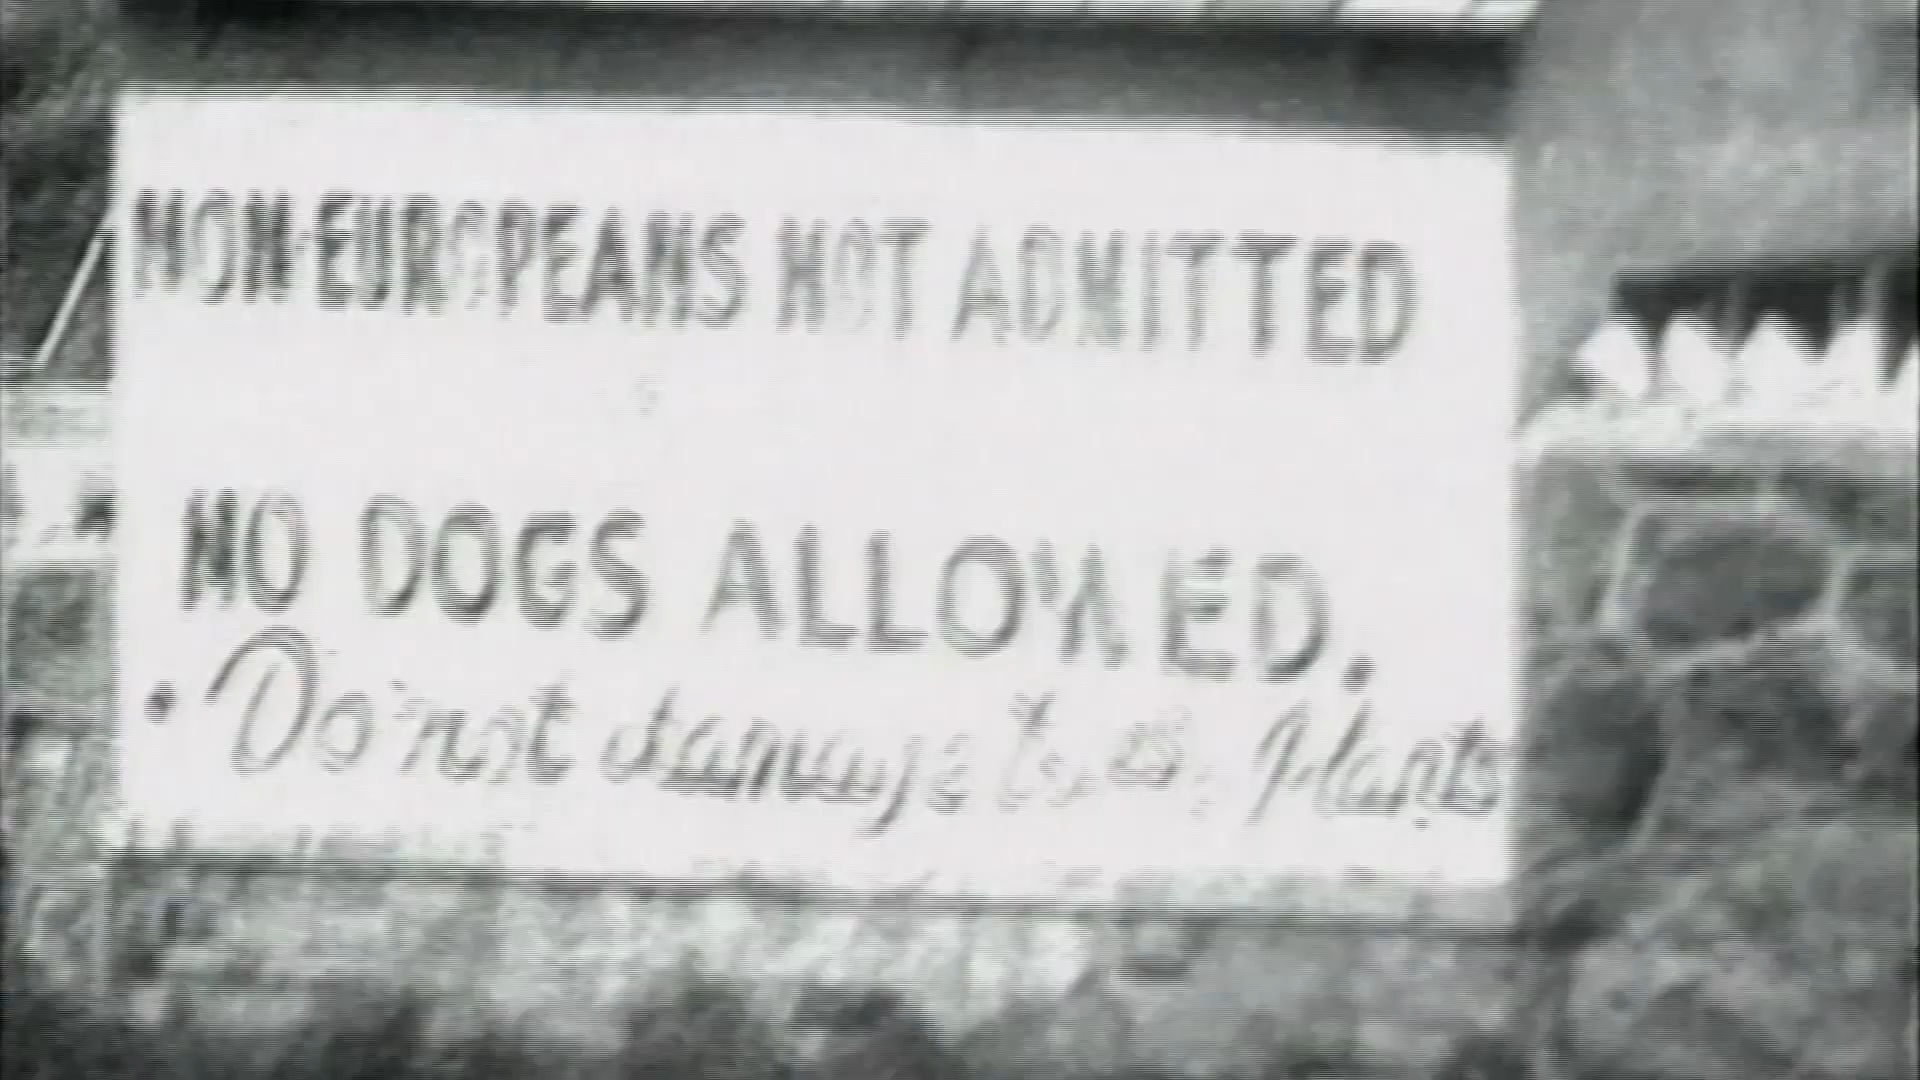 NON-EUROPEANS NOT ADMITTED
NO DOGS ALLOWED.
• Do not damage Plants